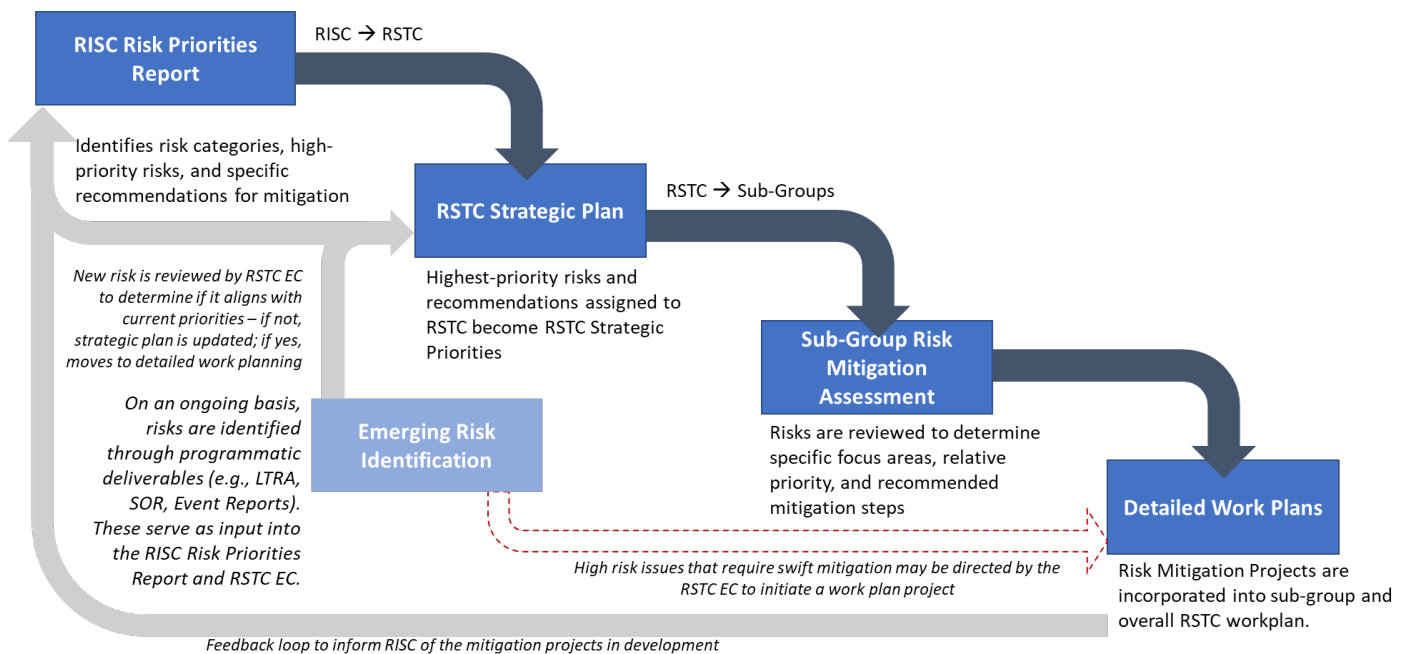 RISC Risk Priorities
Report
RISC → RSTC
Identifies risk categories, high-
priority risks, and specific
recommendations for mitigation
RSTC Strategic Plan
RSTC → Sub-Groups
Highest-priority risks and
recommendations assigned to
RSTC become RSTC Strategic
Priorities
New risk is reviewed by RSTC EC
to determine if it aligns with
current priorities – if not,
strategic plan is updated; if yes,
moves to detailed work planning
Sub-Group Risk
Mitigation
Assessment
Risks are reviewed to determine
specific focus areas, relative
priority, and recommended
mitigation steps
On an ongoing basis,
risks are identified
through programmatic
deliverables (e.g., LTRA,
SOR, Event Reports).
These serve as input into
the RISC Risk Priorities
Report and RSTC EC.
Emerging Risk
Identification
Detailed Work Plans
High risk issues that require swift mitigation may be directed by the
RSTC EC to initiate a work plan project
Risk Mitigation Projects are
incorporated into sub-group and
overall RSTC workplan.
Feedback loop to inform RISC of the mitigation projects in development